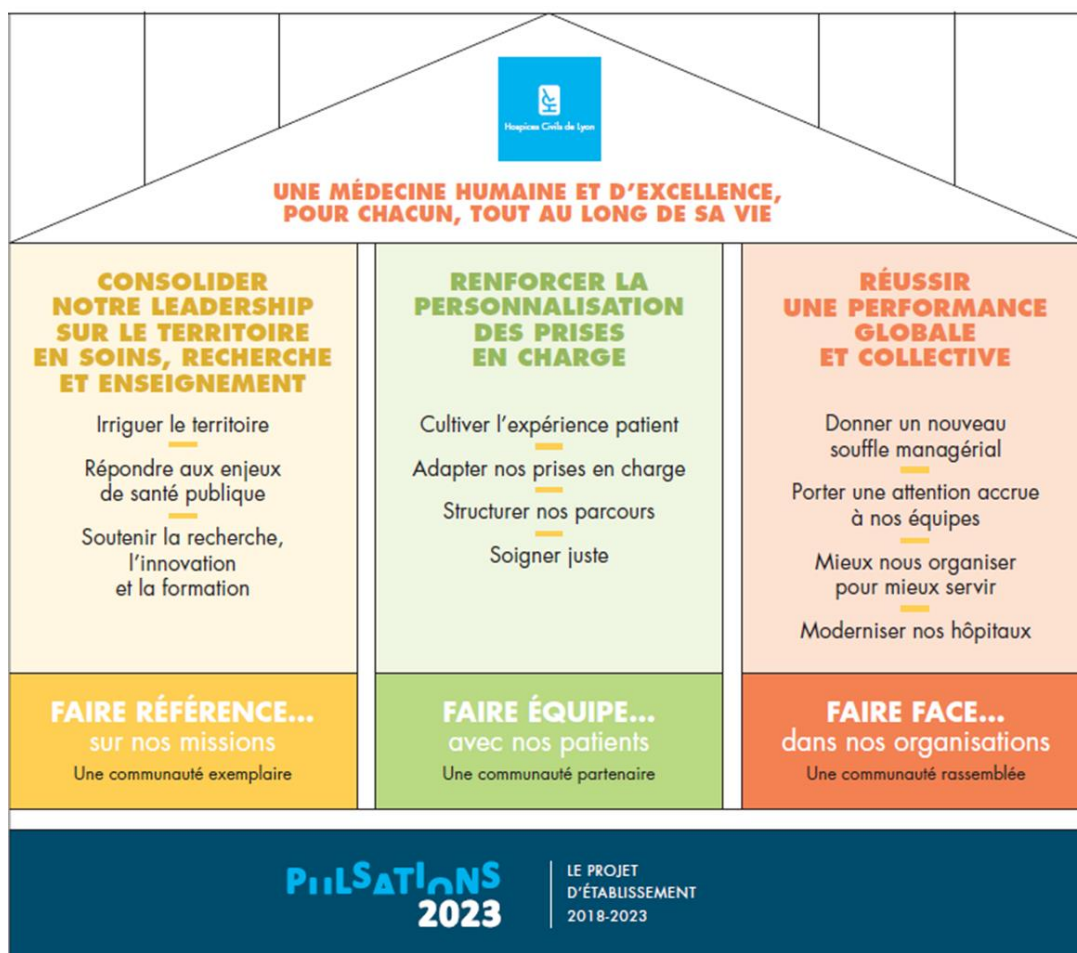 HCL
Hospices Civils de Lyon
UNE MÉDECINE HUMAINE ET D'EXCELLENCE,
POUR CHACUN, TOUT AU LONG DE SA VIE
CONSOLIDER
NOTRE LEADERSHIP
SUR LE TERRITOIRE
EN SOINS, RECHERCHE
ET ENSEIGNEMENT
Irriguer le territoire
Répondre aux enjeux
de santé publique
Soutenir la recherche,
l'innovation
et la formation
FAIRE RÉFÉRENCE...
sur nos missions
Une communauté exemplaire
RENFORCER LA
PERSONNALISATION
DES PRISES
EN CHARGE
Cultiver l'expérience patient
Adapter nos prises en charge
Structurer nos parcours
Soigner juste
FAIRE ÉQUIPE...
avec nos patients
Une communauté partenaire
RÉUSSIR
UNE PERFORMANCE
GLOBALE
ET COLLECTIVE
Donner un nouveau
souffle managérial
Porter une attention accrue
à nos équipes
Mieux nous organiser
pour mieux servir
Moderniser nos hôpitaux
FAIRE FACE...
dans nos organisations
Une communauté rassemblée
PULSATIONS
2023
LE PROJET
D'ÉTABLISSEMENT
2018-2023